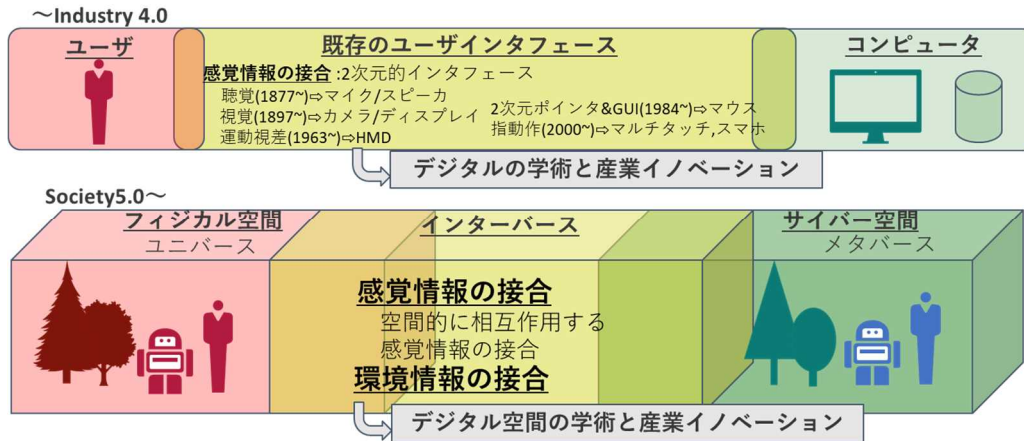 ～Industry 4.0
ユーザ
既存のユーザインタフェース
コンピュータ
感覚情報の接合:2次元的インタフェース
聴覚(1877~)⇨マイク/スピーカ
視覚(1897~)⇨カメラ/ディスプレイ
運動視差(1963~)⇨HMD
2次元ポインタ&GUI(1984~)⇨マウス
指動作(2000~)⇨マルチタッチ,スマホ
デジタルの学術と産業イノベーション
Society5.0～
フィジカル空間
ユニバース
インターバース
サイバー空間
メタバース
感覚情報の接合
空間的に相互作用する
感覚情報の接合
環境情報の接合
デジタル空間の学術と産業イノベーション